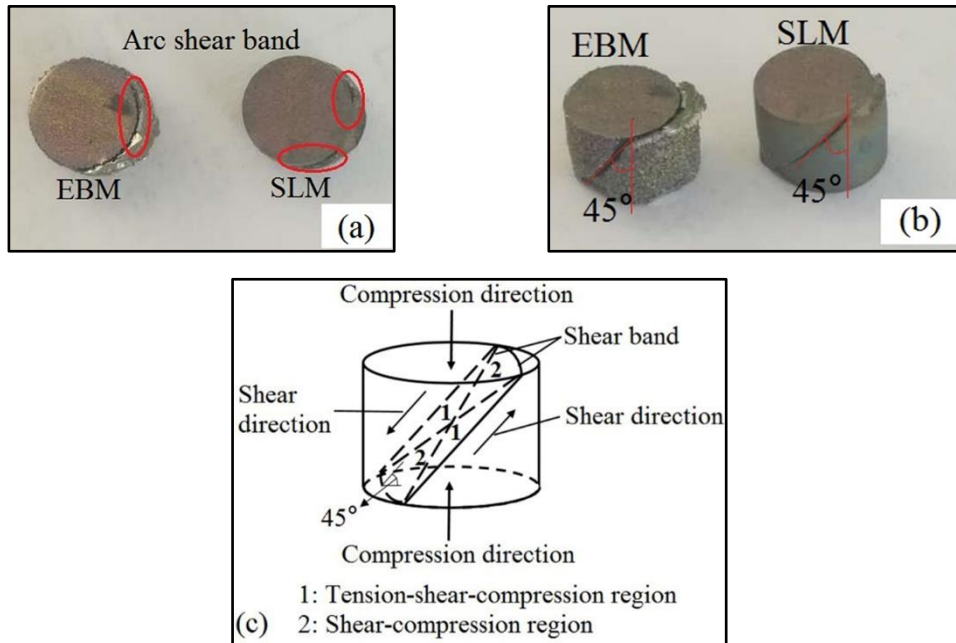 Arc shear band
EBM
SLM
(a)
EBM
SLM
45°
45°
(b)
Compression direction
Shear band
2
Shear
direction
1
1
Shear direction
2
45°
Compression direction
1: Tension-shear-compression region
2: Shear-compression region
(c)